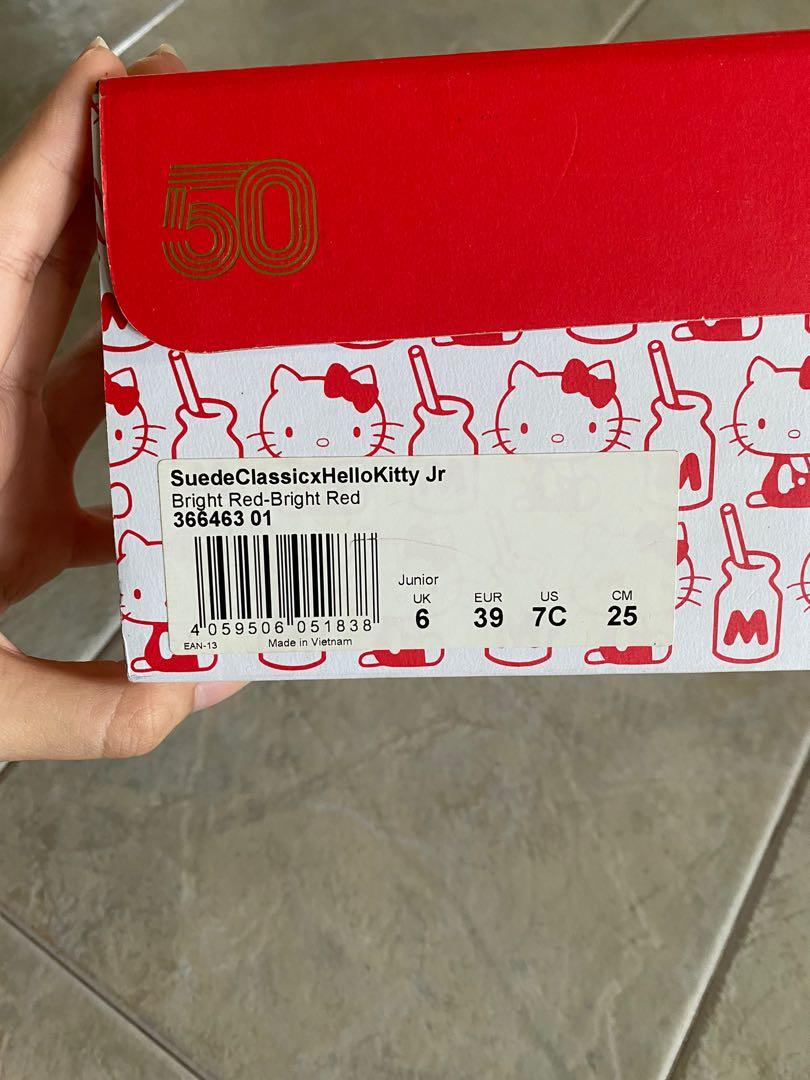 50
SuedeClassicxHelloKitty Jr
Bright Red-Bright Red
366463 01
Junior
UK EUR US CM
6 39 7C 25
4 059506 051838
EAN-13 Made in Vietnam
M
M
M